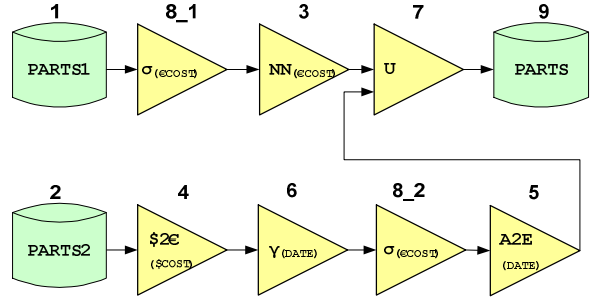 1 8_1 3 7 9
PARTS1 σ(€COST) NN(€COST) U PARTS
2 4 6 8_2 5
PARTS2 $2€ ($COST) γ(DATE) σ(€COST) A2E (DATE)